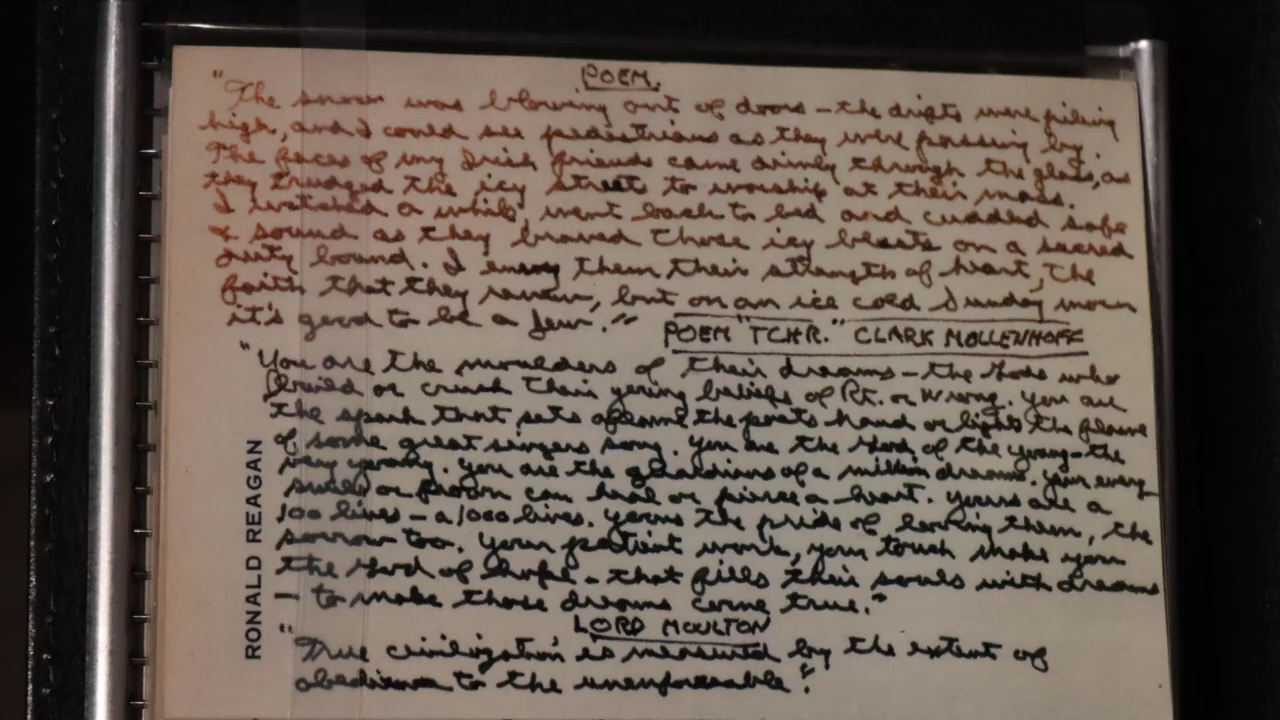 POEM.
"The snow was blowing out of doors – the drifts were piling
high, and I could see pedestrians as they were passing by.
The faces of my Irish friends came dimly through the glass, as
they trudged the icy street to worship at their mass.
I watched a while, went back to bed and cuddled safe
& sound as they braved those icy blasts on a sacred
duty bound. I envy them their strength of heart, the
faith that they renew, but on an ice cold Sunday morn
it's good to be a Jew."
POEM "TCHR." CLARK MOLLENHOFF
"You are the moulders of their dreams – the Gods who
build or crush their young beliefs of Rt. or Wrong. You are
the spark that sets aflame the poets hand or lights the flame
of some great singers song. You are the God of the young – the
very young. You are the guardians of a million dreams. Your every
smile or frown can heal or pierce a heart. Yours are a
100 lives – a 1000 lives. Yours the pride of loving them, the
sorrow too. Your patient work, your touch make you
the God of hope – that fills their souls with dreams
– to make those dreams come true."
LORD MOULTON
"True civilization is measured by the extent of
obedience to the unenforceable".
RONALD REAGAN